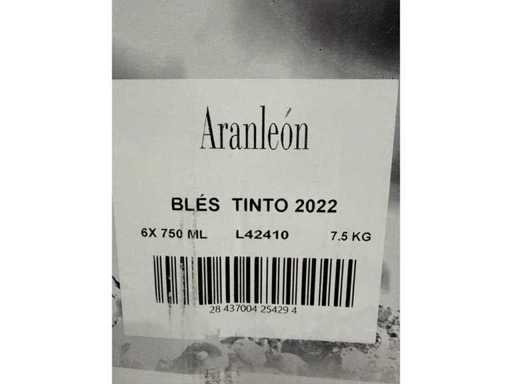 Aranleón
BLÉS TINTO 2022
6X 750 ML L42410 7.5 KG
28 437004 25429 4